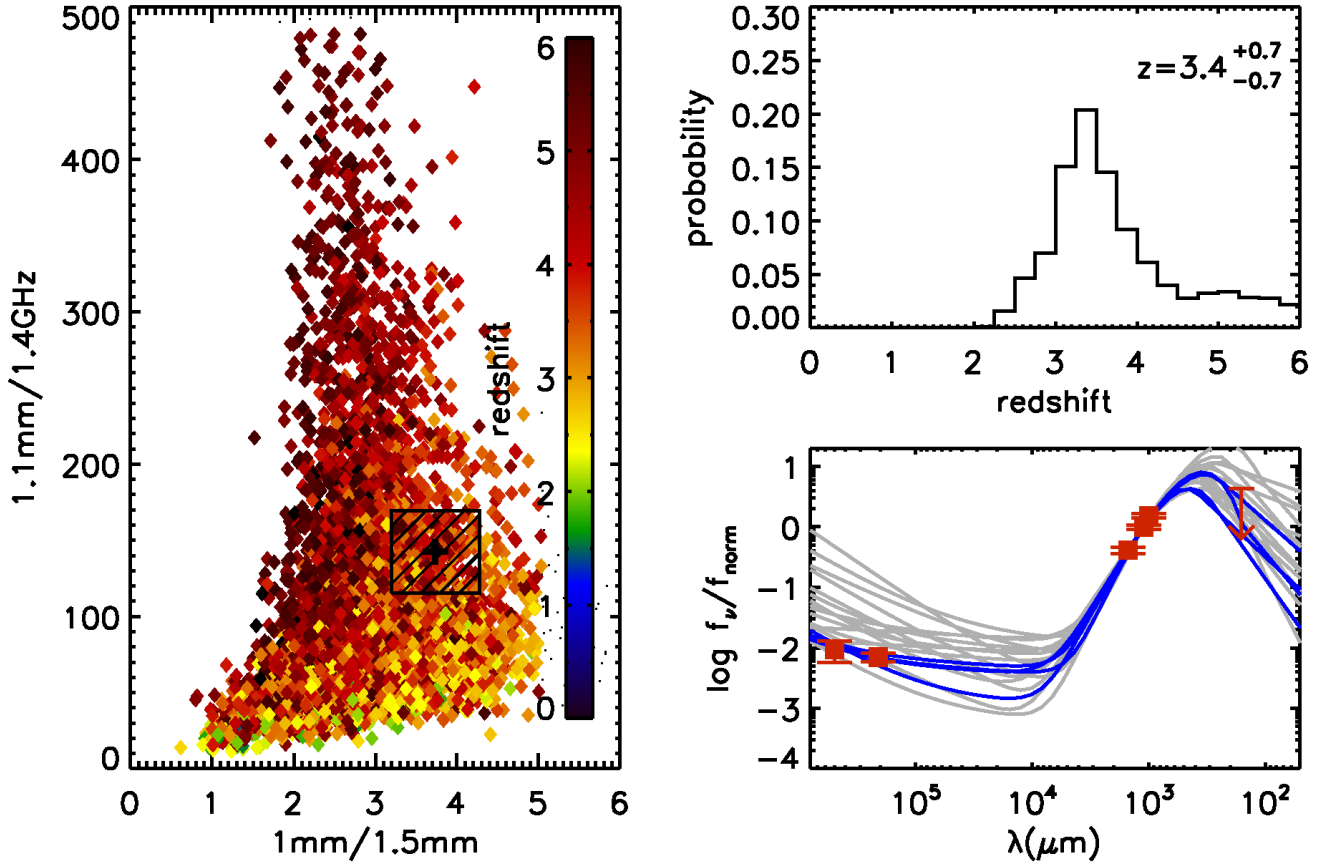 500
400
300
200
100
0
1.1mm/1.4GHz
0 1 2 3 4 5 6
1mm/1.5mm
6
5
4
3
2
1
0
redshift
0.30
0.25
0.20
0.15
0.10
0.05
0.00
probability
z=3.4 +0.7 −0.7
0 1 2 3 4 5 6
redshift
1
0
−1
−2
−3
−4
log fν/fnorm
10⁵ 10⁴ 10³ 10²
λ(μm)